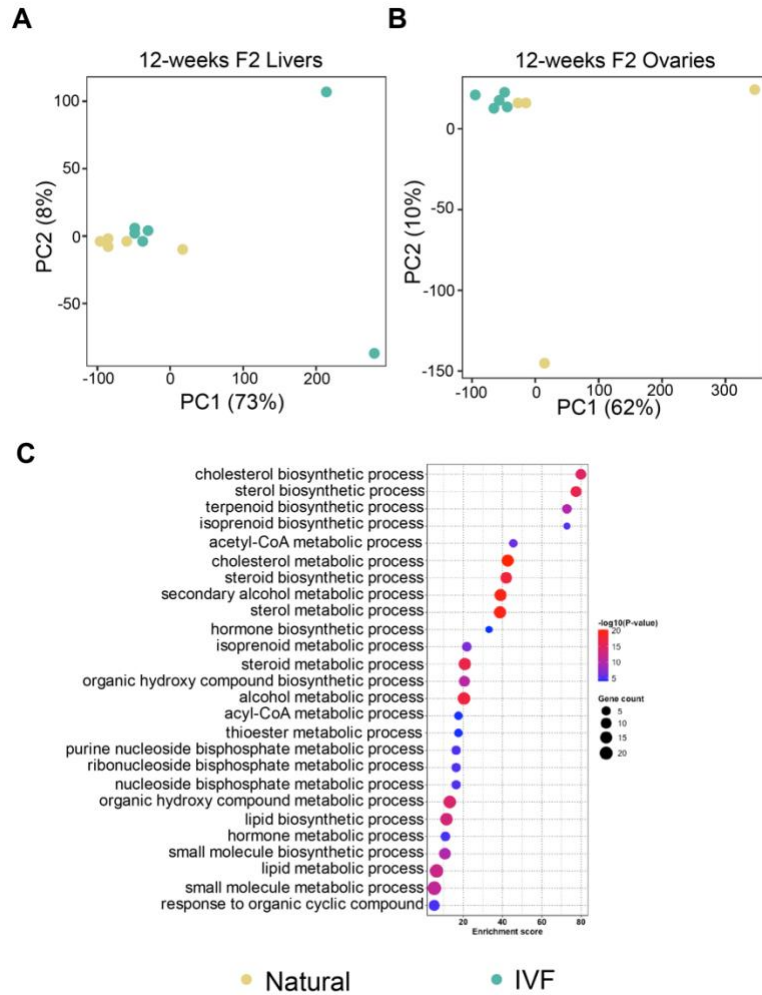 A
12-weeks F2 Livers
100
50
0
-50
-100
0
100
200
PC2 (8%)
PC1 (73%)
B
12-weeks F2 Ovaries
0
-50
-100
-150
-100
0
100
200
300
PC2 (10%)
PC1 (62%)
C
cholesterol biosynthetic process
sterol biosynthetic process
terpenoid biosynthetic process
isoprenoid biosynthetic process
acetyl-CoA metabolic process
cholesterol metabolic process
steroid biosynthetic process
secondary alcohol metabolic process
sterol metabolic process
hormone biosynthetic process
isoprenoid metabolic process
steroid metabolic process
organic hydroxy compound biosynthetic process
alcohol metabolic process
acyl-CoA metabolic process
thioester metabolic process
purine nucleoside bisphosphate metabolic process
ribonucleoside bisphosphate metabolic process
nucleoside bisphosphate metabolic process
organic hydroxy compound metabolic process
lipid biosynthetic process
hormone metabolic process
small molecule biosynthetic process
lipid metabolic process
small molecule metabolic process
response to organic cyclic compound
20
40
60
80
Enrichment score
-log10(P-value)
20
15
10
5
Gene count
5
10
15
20
Natural
IVF